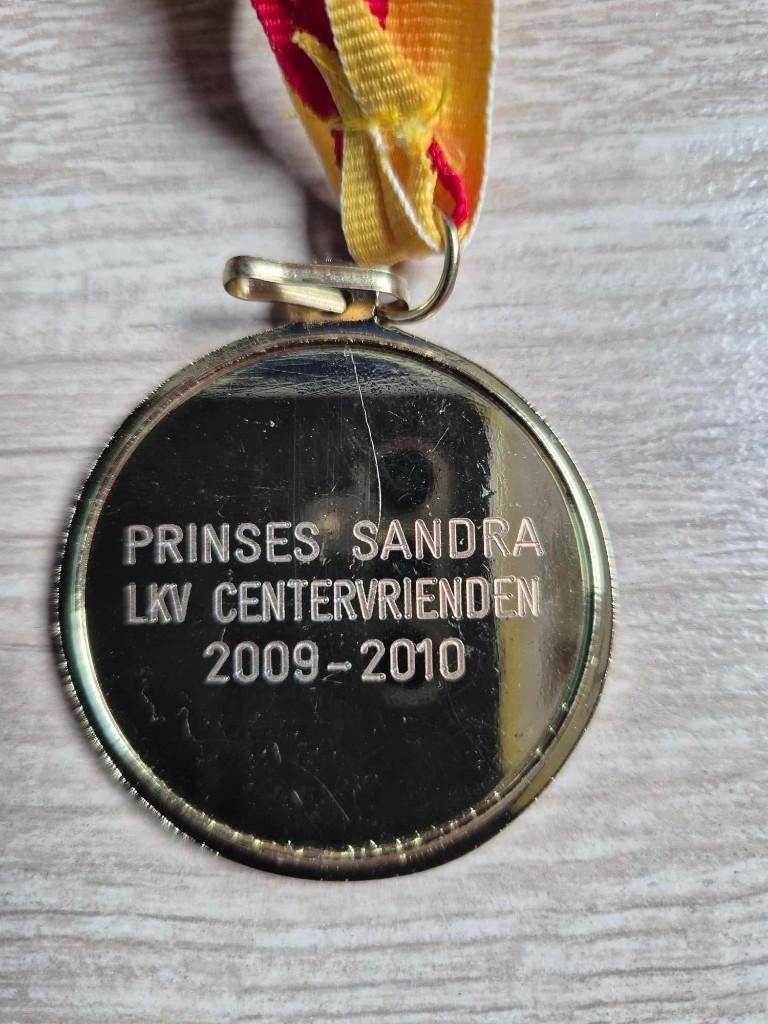 PRINSES SANDRA
LKV CENTERVRIENDEN
2009-2010